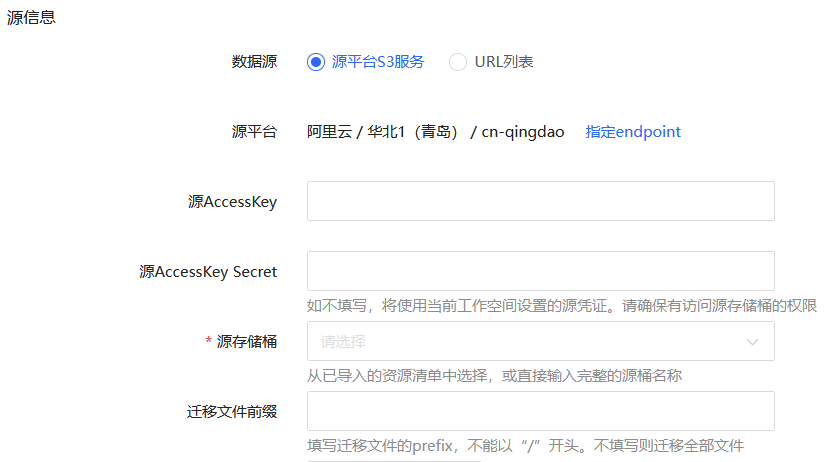 源信息
数据源 源平台S3服务 URL列表
源平台 阿里云 / 华北1（青岛） / cn-qingdao 指定endpoint
源AccessKey
源AccessKey Secret
如不填写，将使用当前工作空间设置的源凭证。请确保有访问源存储桶的权限
* 源存储桶 请选择
从已导入的资源清单中选择，或直接输入完整的源桶名称
迁移文件前缀
填写迁移文件的prefix，不能以“/”开头。不填写则迁移全部文件